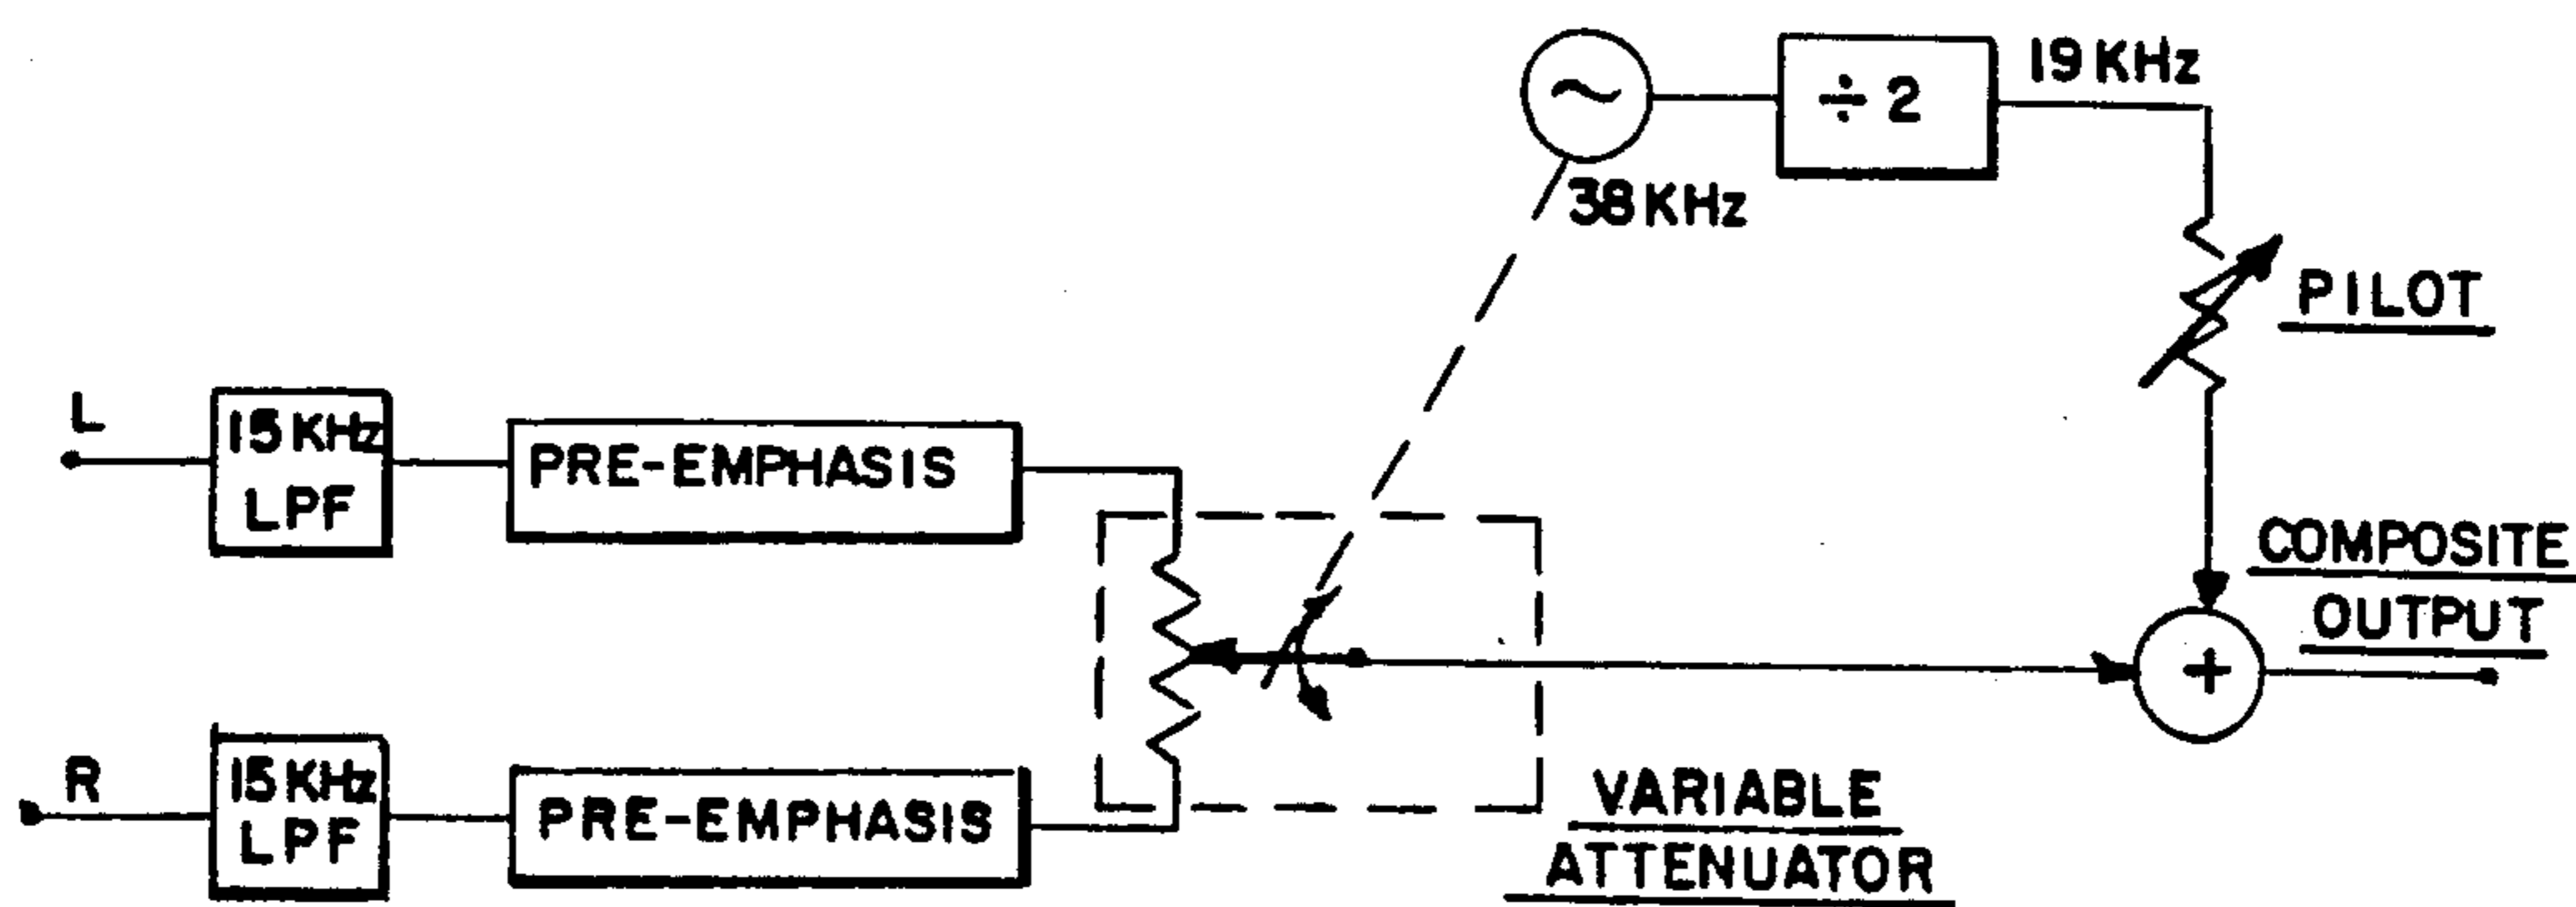 ÷ 2
19 KHz
38 KHz
PILOT
L
15 KHz
LPF
PRE-EMPHASIS
COMPOSITE
OUTPUT
+
R
15 KHz
LPF
PRE-EMPHASIS
VARIABLE
ATTENUATOR